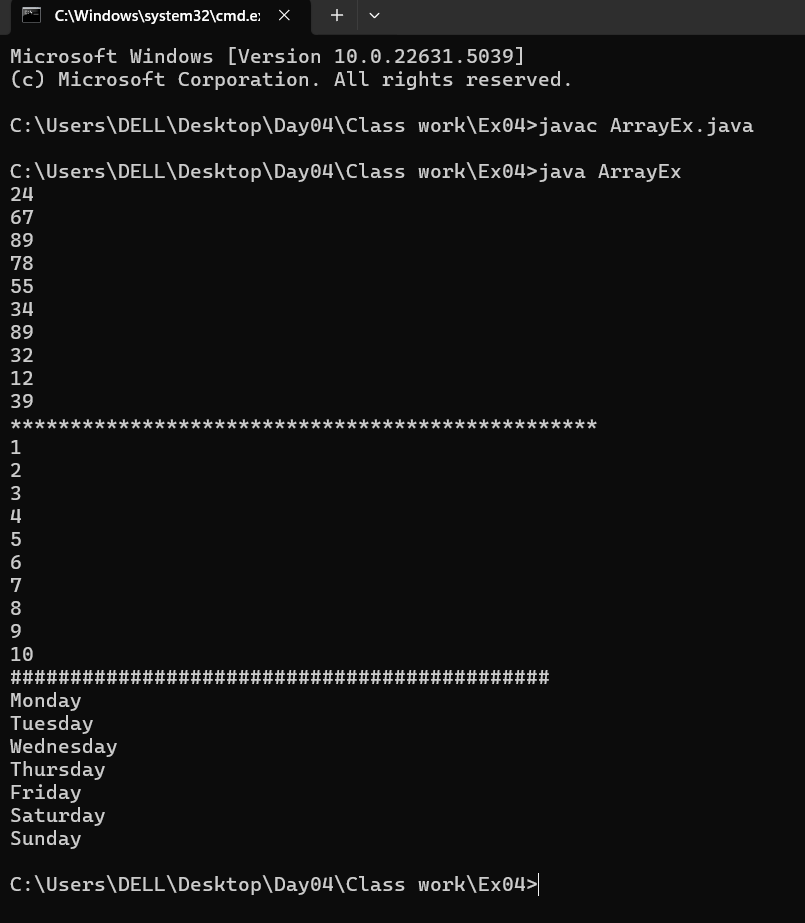 C:\Windows\system32\cmd.e:
Microsoft Windows [Version 10.0.22631.5039]
(c) Microsoft Corporation. All rights reserved.
C:\Users\DELL\Desktop\Day04\Class work\Ex04>javac ArrayEx.java
C:\Users\DELL\Desktop\Day04\Class work\Ex04>java ArrayEx
24
67
89
78
55
34
89
32
12
39
*************************************************
1
2
3
4
5
6
7
8
9
10
#############################################
Monday
Tuesday
Wednesday
Thursday
Friday
Saturday
Sunday
C:\Users\DELL\Desktop\Day04\Class work\Ex04>